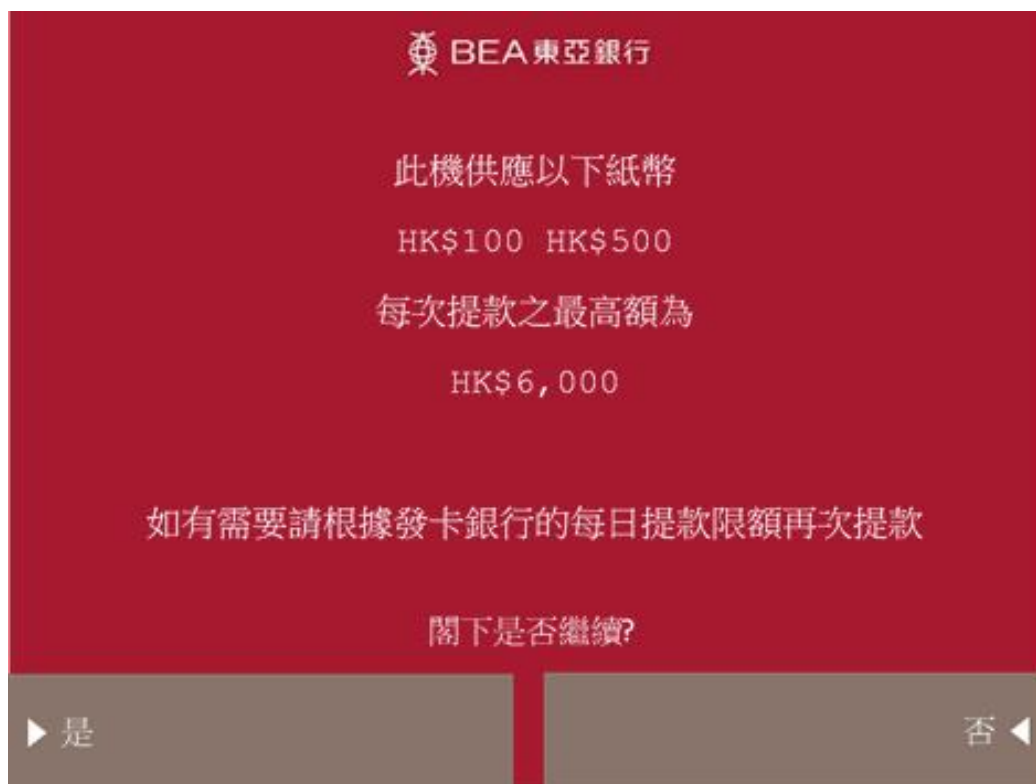 BEA東亞銀行
此機供應以下紙幣
HK$100 HK$500
每次提款之最高額為
HK$6,000
如有需要請根據發卡銀行的每日提款限額再次提款
閣下是否繼續?
是
否